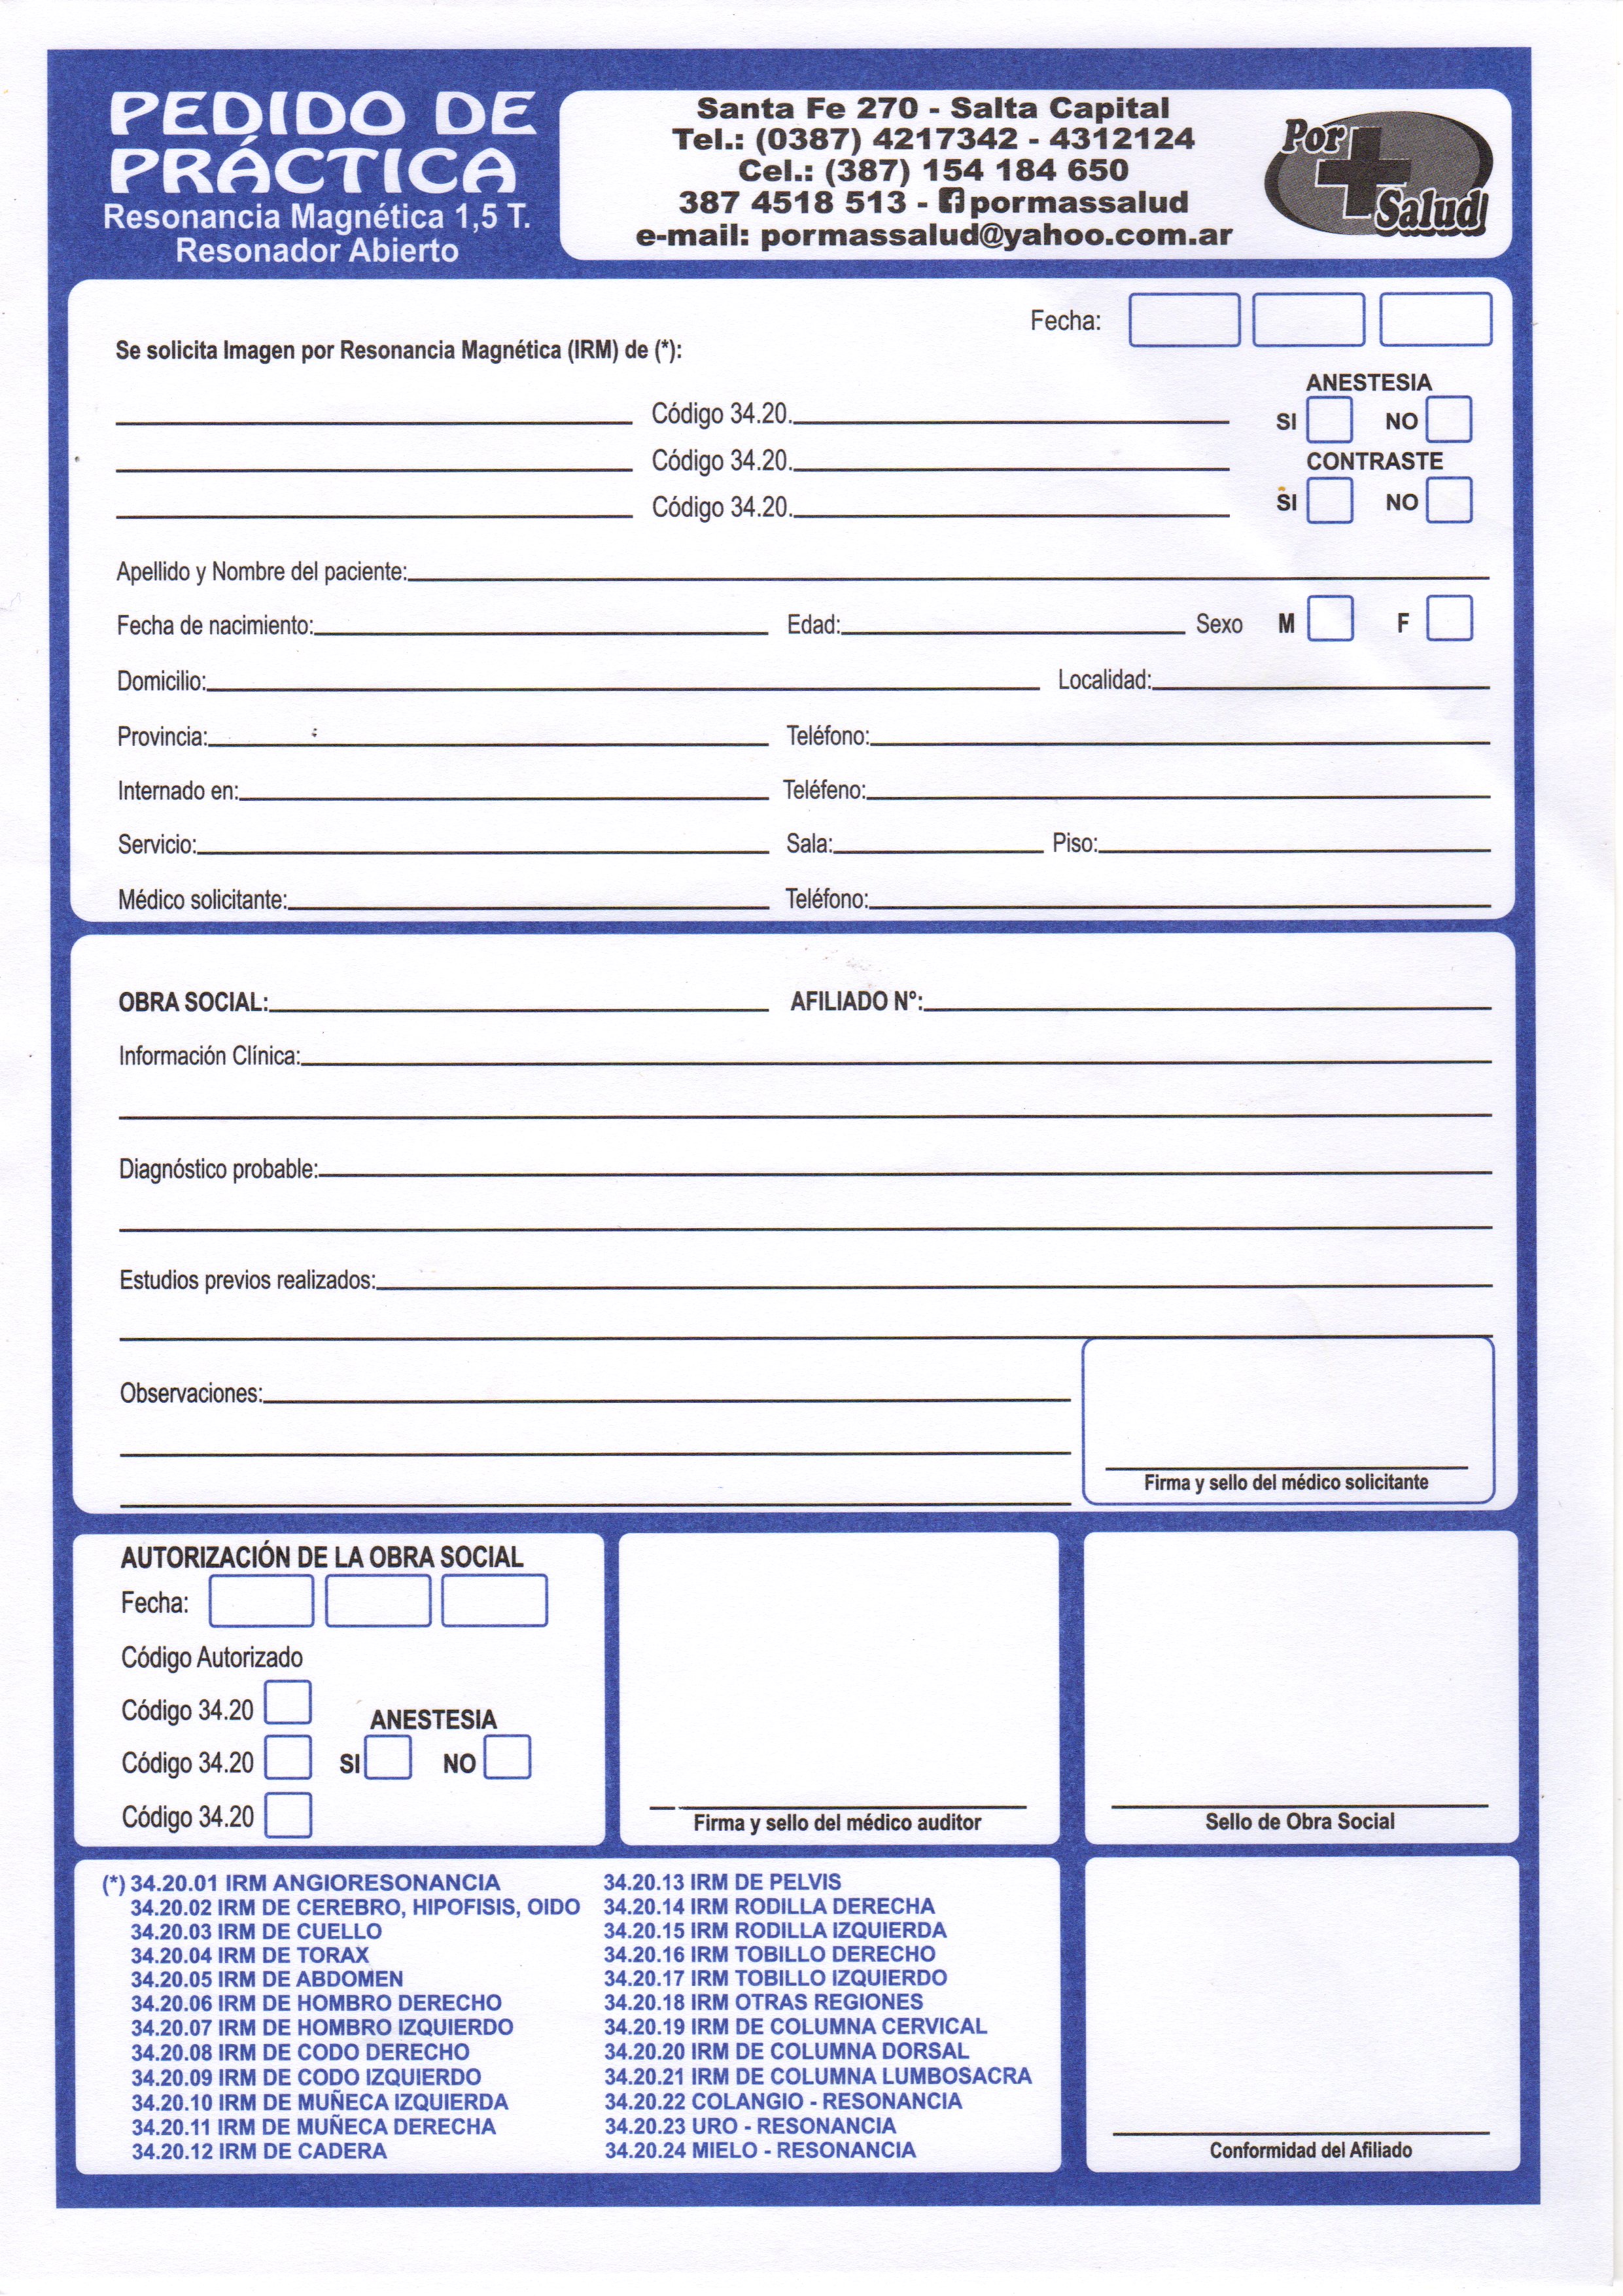 PEDIDO DE
PRÁCTICA
Resonancia Magnética 1,5 T.
Resonador Abierto
Santa Fe 270 - Salta Capital
Tel.: (0387) 4217342 - 4312124
Cel.: (387) 154 184 650
387 4518 513 - pormassalud
e-mail: pormassalud@yahoo.com.ar
Por
Salud
Fecha:
Se solicita Imagen por Resonancia Magnética (IRM) de (*):
ANESTESIA
Código 34.20. SI NO
Código 34.20. CONTRASTE
Código 34.20. SI NO
Apellido y Nombre del paciente:
Fecha de nacimiento: Edad: Sexo M F
Domicilio: Localidad:
Provincia: Teléfono:
Internado en: Teléfeno:
Servicio: Sala: Piso:
Médico solicitante: Teléfono:
OBRA SOCIAL: AFILIADO N°:
Información Clínica:
Diagnóstico probable:
Estudios previos realizados:
Observaciones:
Firma y sello del médico solicitante
AUTORIZACIÓN DE LA OBRA SOCIAL
Fecha:
Código Autorizado
Código 34.20
ANESTESIA
Código 34.20 SI NO
Código 34.20
Firma y sello del médico auditor
Sello de Obra Social
(*) 34.20.01 IRM ANGIORESONANCIA
34.20.02 IRM DE CEREBRO, HIPOFISIS, OIDO
34.20.03 IRM DE CUELLO
34.20.04 IRM DE TORAX
34.20.05 IRM DE ABDOMEN
34.20.06 IRM DE HOMBRO DERECHO
34.20.07 IRM DE HOMBRO IZQUIERDO
34.20.08 IRM DE CODO DERECHO
34.20.09 IRM DE CODO IZQUIERDO
34.20.10 IRM DE MUÑECA IZQUIERDA
34.20.11 IRM DE MUÑECA DERECHA
34.20.12 IRM DE CADERA
34.20.13 IRM DE PELVIS
34.20.14 IRM RODILLA DERECHA
34.20.15 IRM RODILLA IZQUIERDA
34.20.16 IRM TOBILLO DERECHO
34.20.17 IRM TOBILLO IZQUIERDO
34.20.18 IRM OTRAS REGIONES
34.20.19 IRM DE COLUMNA CERVICAL
34.20.20 IRM DE COLUMNA DORSAL
34.20.21 IRM DE COLUMNA LUMBOSACRA
34.20.22 COLANGIO - RESONANCIA
34.20.23 URO - RESONANCIA
34.20.24 MIELO - RESONANCIA
Conformidad del Afiliado